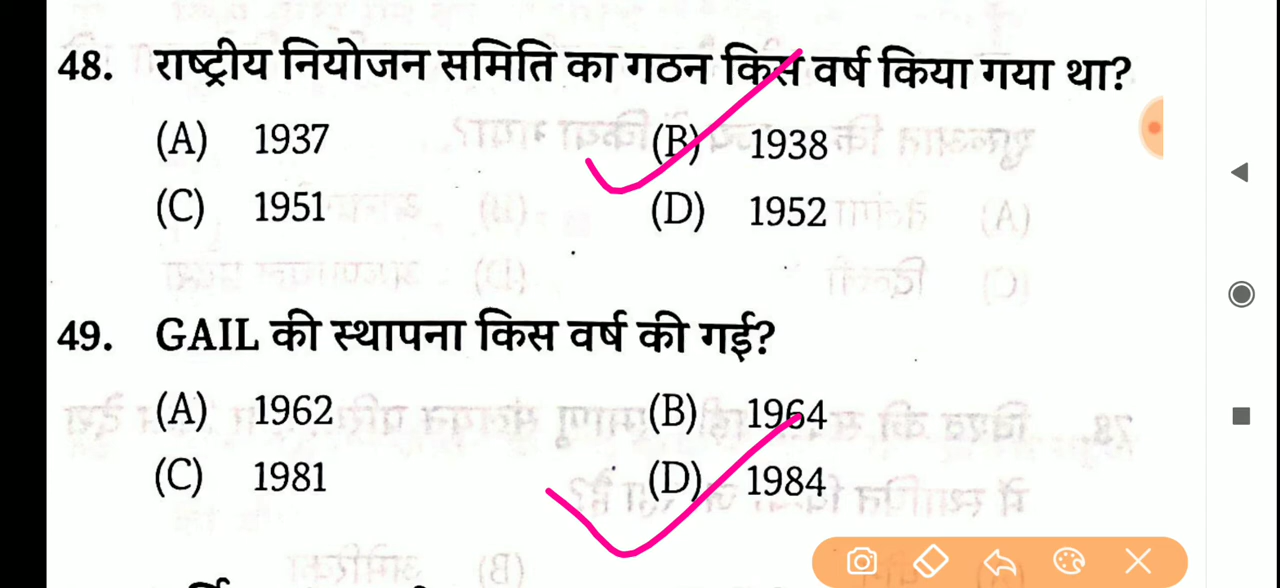 48. राष्ट्रीय नियोजन समिति का गठन किस वर्ष किया गया था?
(A) 1937 (B) 1938
(C) 1951 (D) 1952
49. GAIL की स्थापना किस वर्ष की गई?
(A) 1962 (B) 1964
(C) 1981 (D) 1984